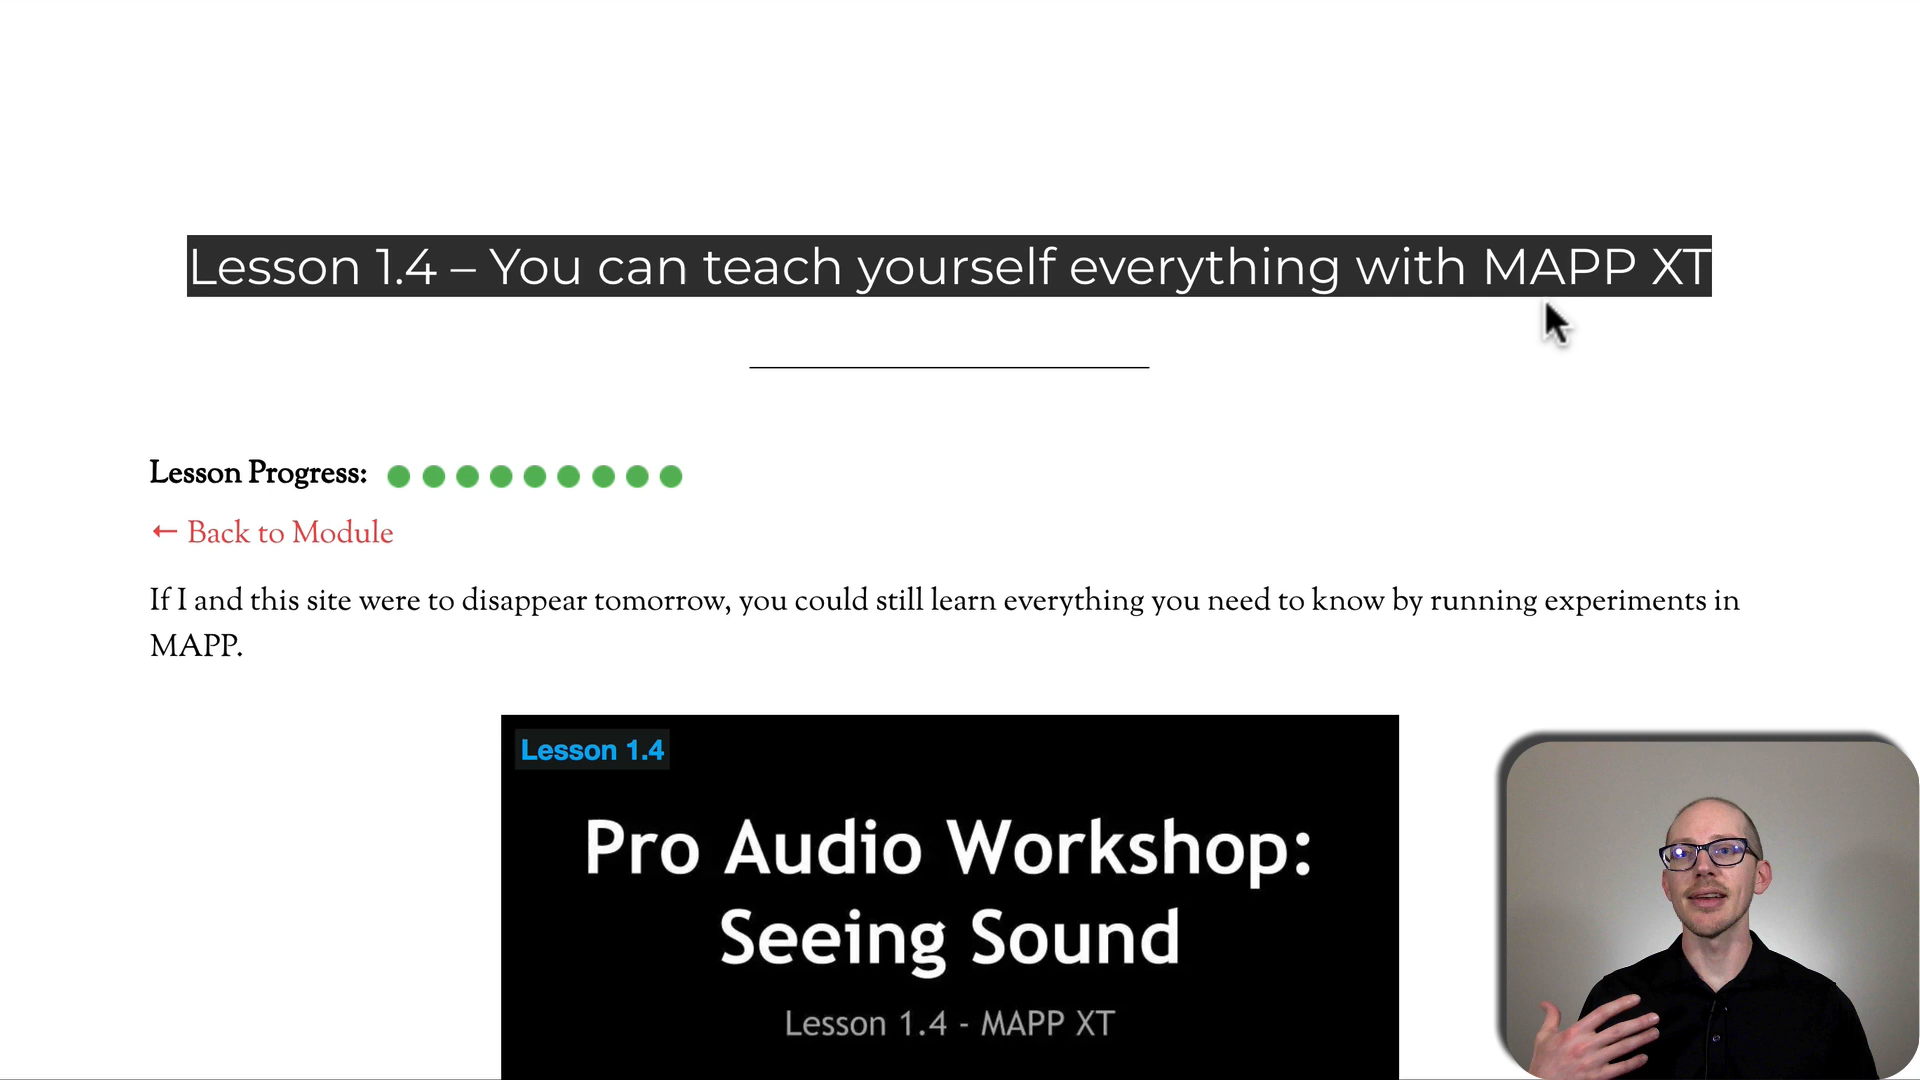 Lesson 1.4 – You can teach yourself everything with MAPP XT
Lesson Progress:
← Back to Module
If I and this site were to disappear tomorrow, you could still learn everything you need to know by running experiments in
MAPP.
Lesson 1.4
Pro Audio Workshop:
Seeing Sound
Lesson 1.4 - MAPP XT